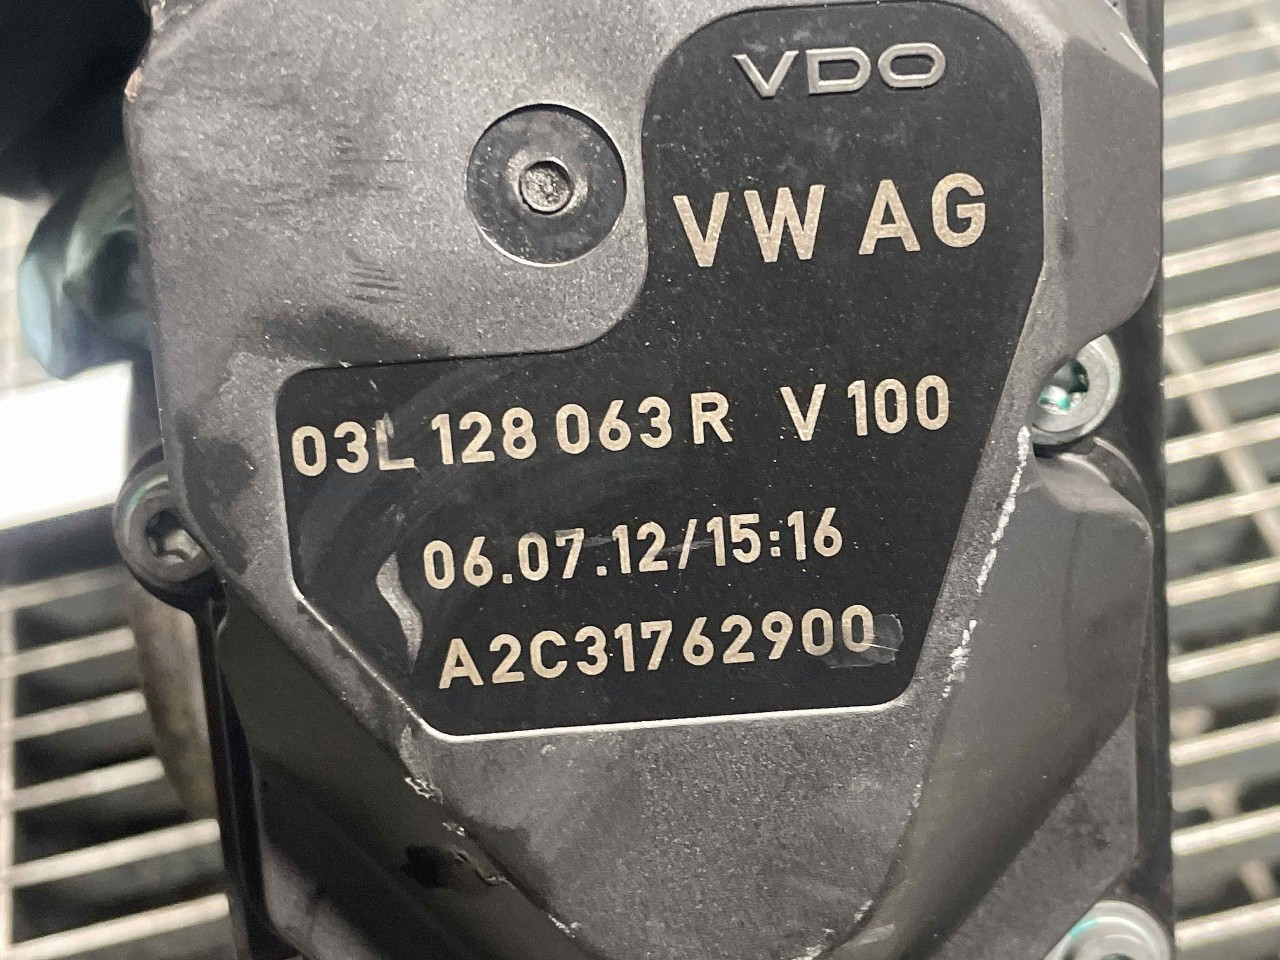 VDO
VW AG
03L 128 063 R V 100
06.07.12/15:16
A2C31762900